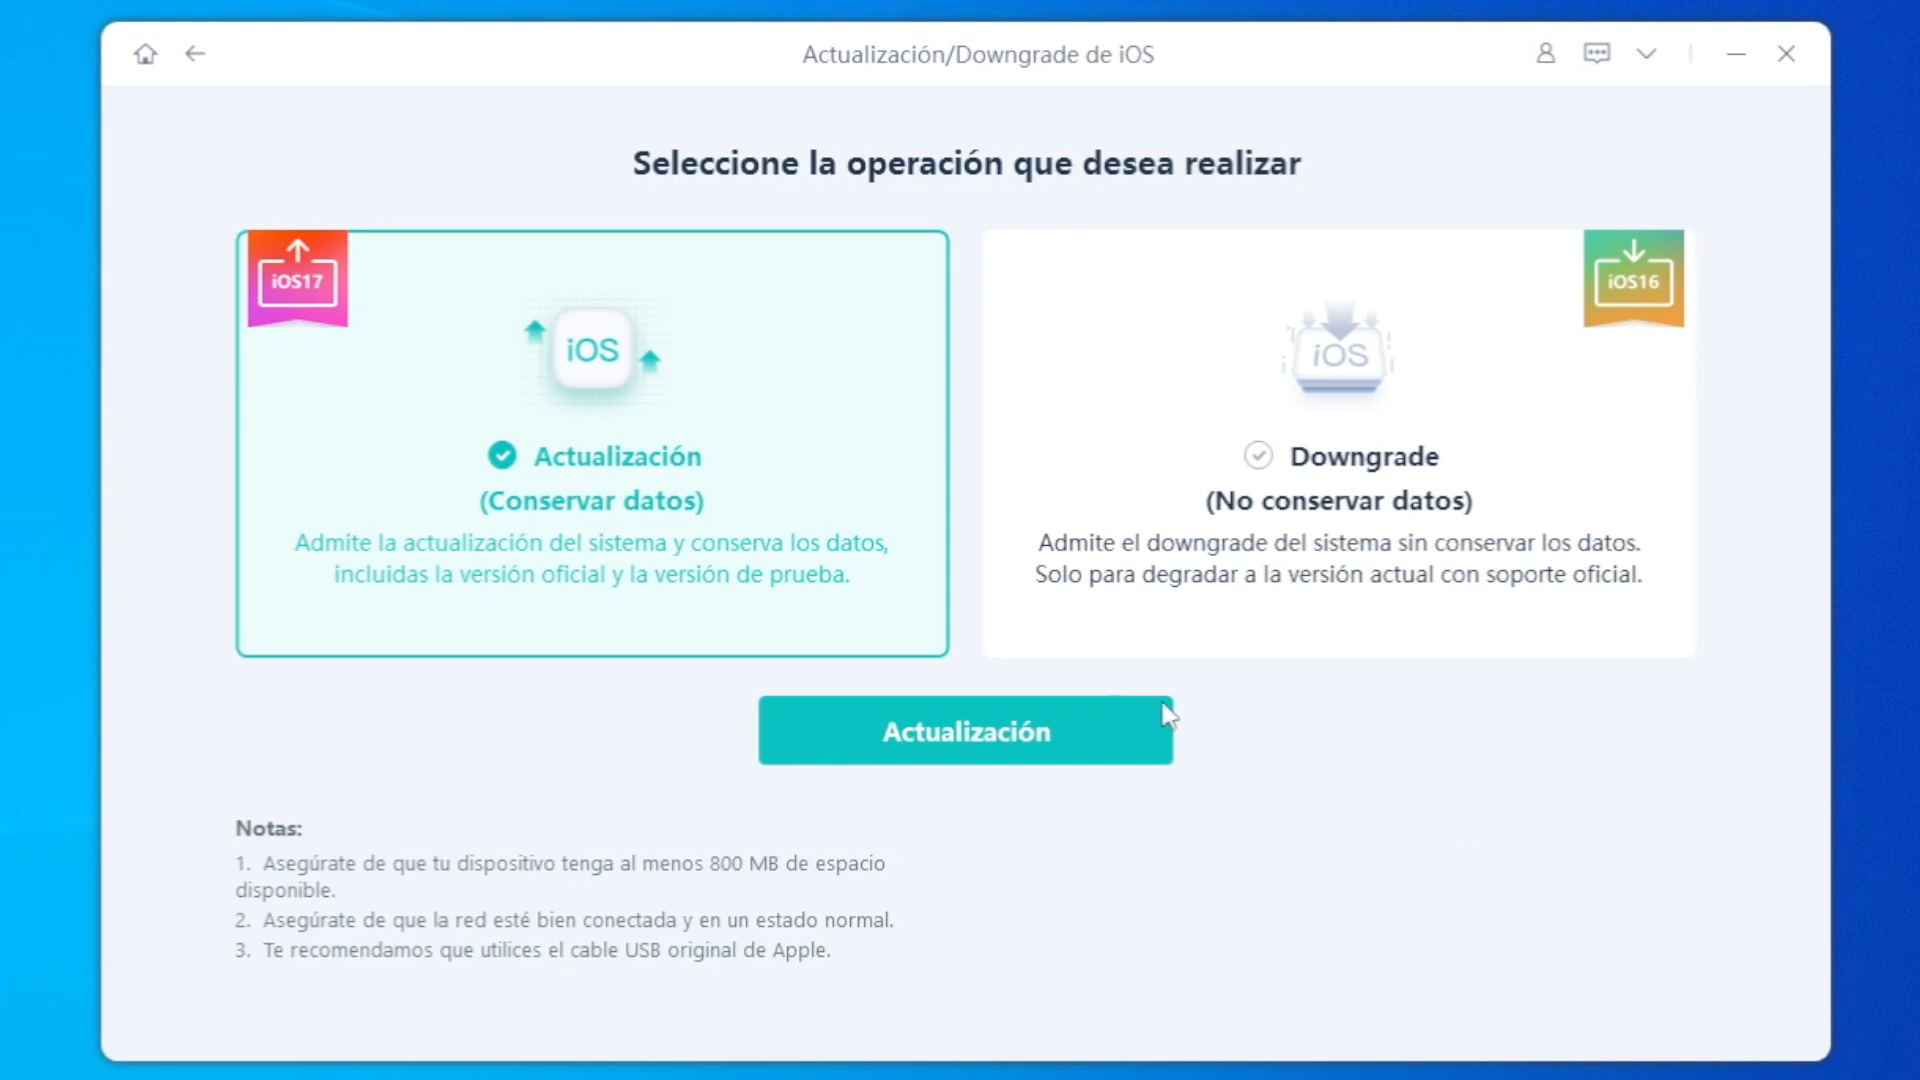 Actualización/Downgrade de iOS
Seleccione la operación que desea realizar
iOS17
iOS
Actualización
(Conservar datos)
Admite la actualización del sistema y conserva los datos,
incluidas la versión oficial y la versión de prueba.
iOS16
iOS
Downgrade
(No conservar datos)
Admite el downgrade del sistema sin conservar los datos.
Solo para degradar a la versión actual con soporte oficial.
Actualización
Notas:
1. Asegúrate de que tu dispositivo tenga al menos 800 MB de espacio
disponible.
2. Asegúrate de que la red esté bien conectada y en un estado normal.
3. Te recomendamos que utilices el cable USB original de Apple.